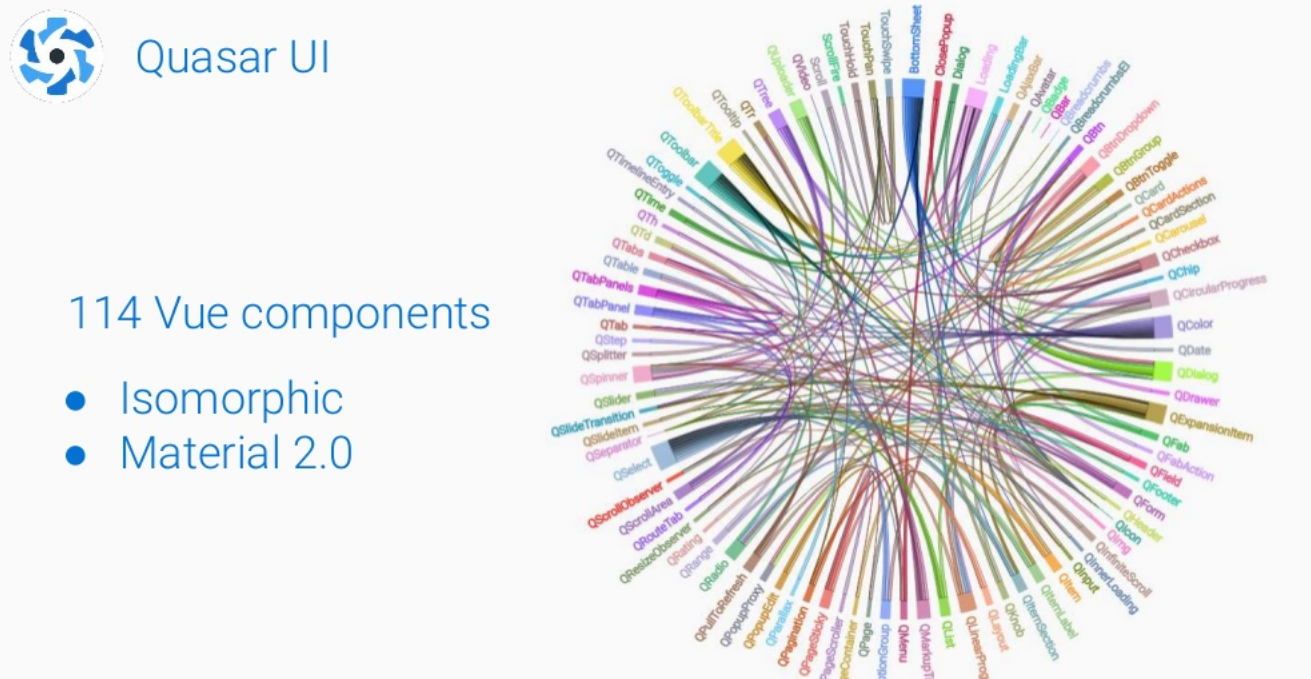 Quasar UI
114 Vue components
Isomorphic
Material 2.0
BottomSheet
ClosePopup
Dialog
Loading
LoadingBar
QAjaxBar
QAvatar
QBadge
QBar
QBreadcrumbs
QBreadcrumbsEl
QBtn
QBtnDropdown
QBtnGroup
QBtnToggle
QCard
QCardActions
QCardSection
QCarousel
QCheckbox
QChip
QCircularProgress
QColor
QDate
QDialog
QDrawer
QExpansionItem
QFab
QFabAction
QField
QFooter
QForm
QHeader
QIcon
QImg
QInfiniteScroll
QInnerLoading
QInput
QItem
QItemLabel
QItemSection
QKnob
QLayout
QLinearProg
QList
QMarkupT
QMenu
tionGroup
QPage
geContainer
PageScroller
QPageSticky
QPagination
QParallax
QPopupEdit
QPopupProxy
QPullToRefresh
QRadio
QRange
QRating
QResizeObserver
QRouteTab
QScrollArea
QScrollObserver
QSelect
QSeparator
QSlideItem
QSlideTransition
QSlider
QSpinner
QSplitter
QStep
QTab
QTabPanel
QTabPanels
QTable
QTabs
QTd
QTh
QTime
QTimelineEntry
QToggle
QToolbar
QToolbarTitle
QTooltip
QTr
QTree
QUploader
QVideo
Scroll
ScrollFire
TouchHold
TouchPan
TouchSwipe